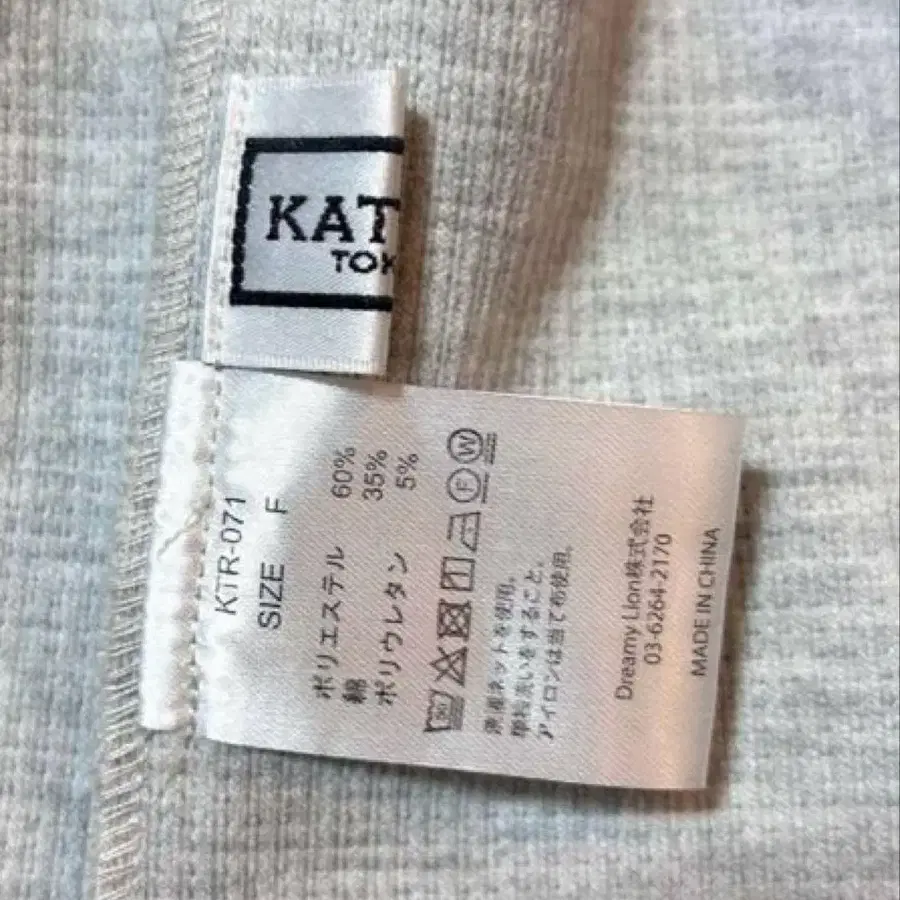 KAT
TOK
KTR-071
SIZE F
ポリエステル 60%
綿 35%
ポリウレタン 5%
洗濯ネットを使用。
単独洗いをすること。
アイロンは当て布使用。
Dreamy Lion株式会社
03-6264-2170
MADE IN CHINA